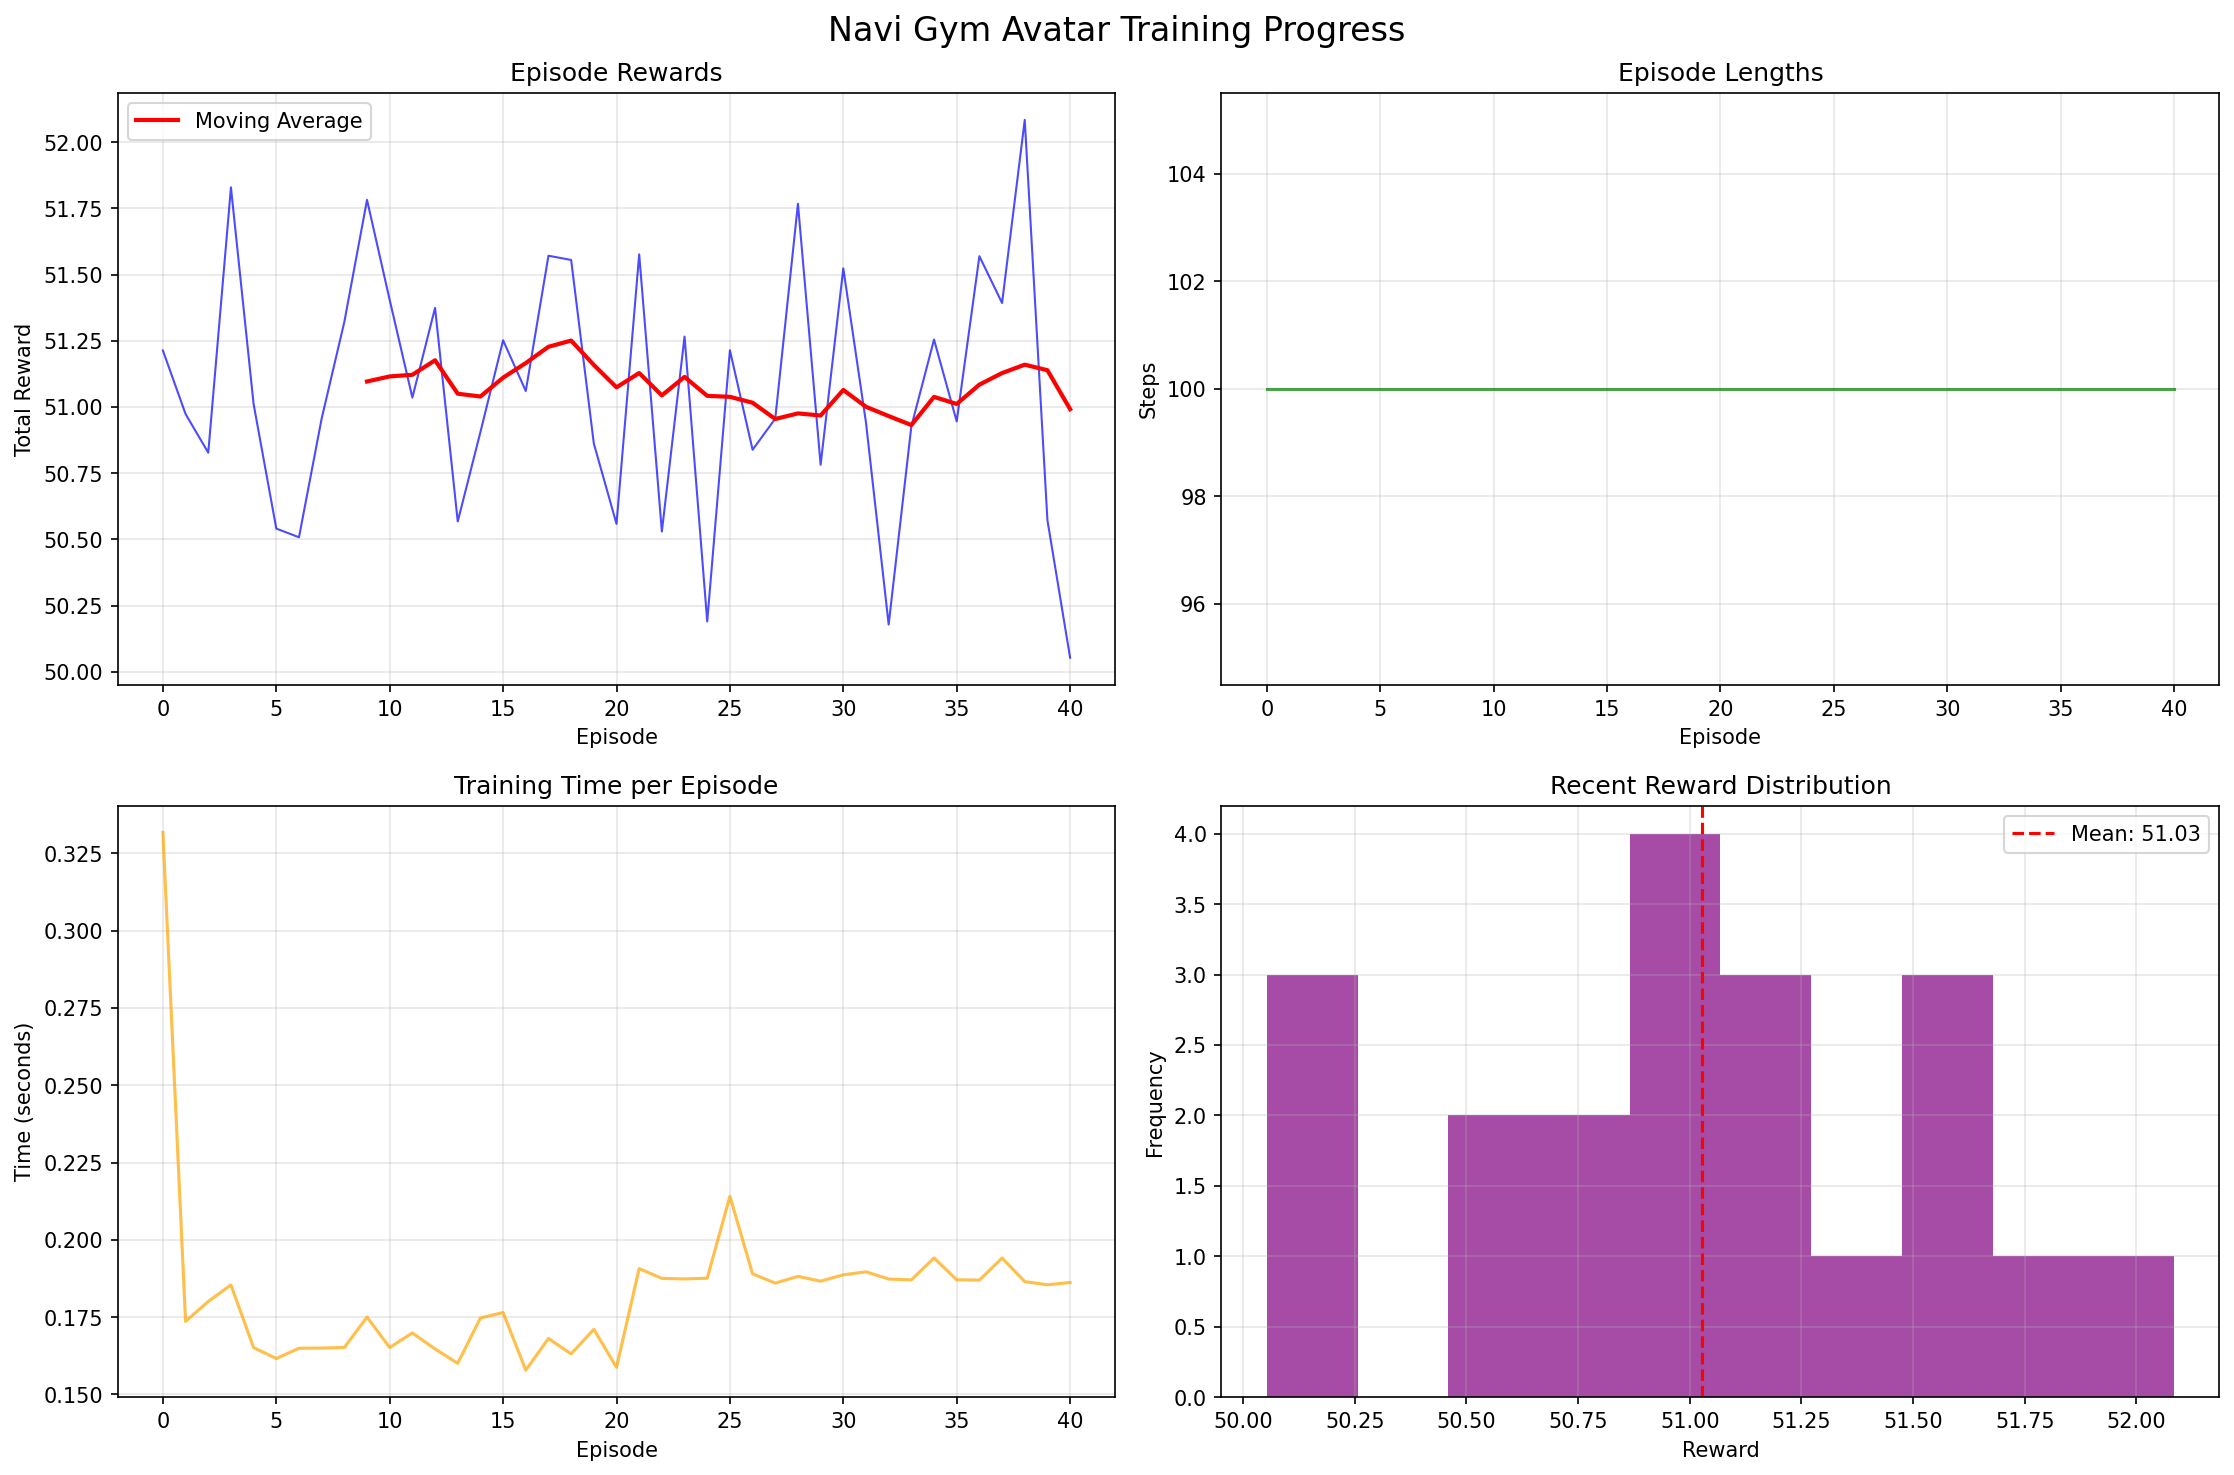 Navi Gym Avatar Training Progress
Episode Rewards
Moving Average
Total Reward
52.00
51.75
51.50
51.25
51.00
50.75
50.50
50.25
50.00
0 5 10 15 20 25 30 35 40
Episode
Episode Lengths
Steps
104
102
100
98
96
0 5 10 15 20 25 30 35 40
Episode
Training Time per Episode
Time (seconds)
0.325
0.300
0.275
0.250
0.225
0.200
0.175
0.150
0 5 10 15 20 25 30 35 40
Episode
Recent Reward Distribution
Mean: 51.03
Frequency
4.0
3.5
3.0
2.5
2.0
1.5
1.0
0.5
0.0
50.00 50.25 50.50 50.75 51.00 51.25 51.50 51.75 52.00
Reward